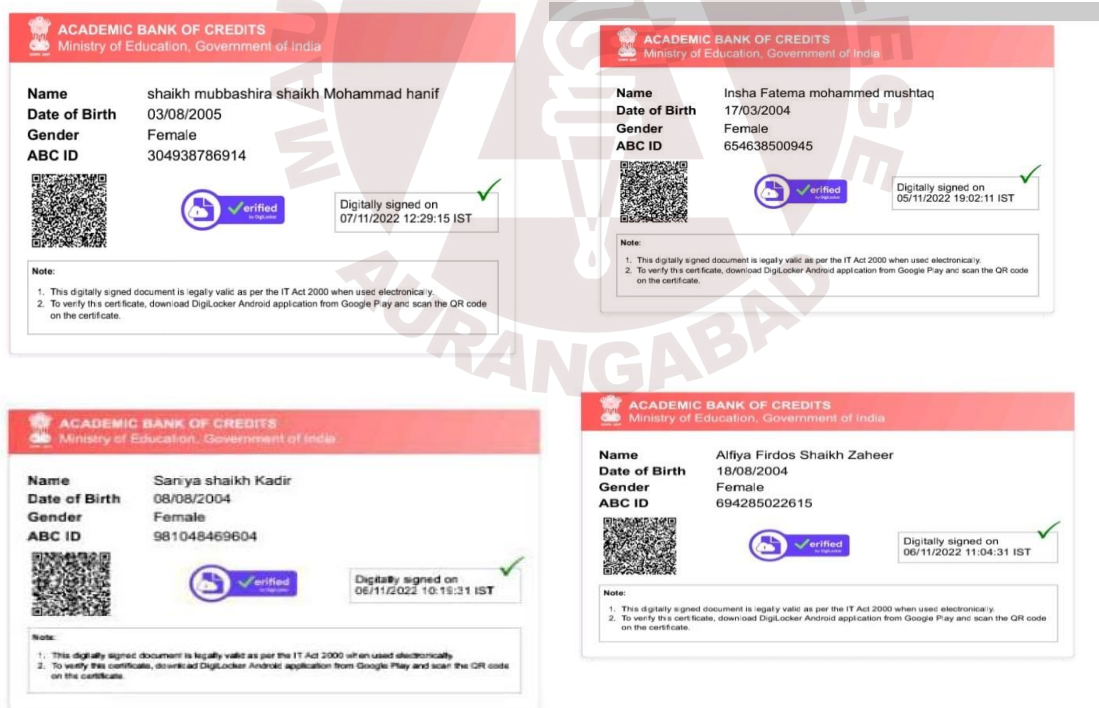 ACADEMIC BANK OF CREDITS
Ministry of Education, Government of India
Name shaikh mubbashira shaikh Mohammad hanif
Date of Birth 03/08/2005
Gender Female
ABC ID 304938786914
Verified
by DigiLocker
Digitally signed on
07/11/2022 12:29:15 IST
Note:
1. This digitally signed document is legally valid as per the IT Act 2000 when used electronically.
2. To verify this certificate, download DigiLocker Android application from Google Play and scan the QR code
on the certificate.
ACADEMIC BANK OF CREDITS
Ministry of Education, Government of India
Name Insha Fatema mohammed mushtaq
Date of Birth 17/03/2004
Gender Female
ABC ID 654638500945
Verified
by DigiLocker
Digitally signed on
05/11/2022 19:02:11 IST
Note:
1. This digitally signed document is legally valid as per the IT Act 2000 when used electronically.
2. To verify this certificate, download DigiLocker Android application from Google Play and scan the QR code
on the certificate.
AURANGABAD
ACADEMIC BANK OF CREDITS
Ministry of Education, Government of India
Name Saniya shaikh Kadir
Date of Birth 08/08/2004
Gender Female
ABC ID 981048469604
Verified
by DigiLocker
Digitally signed on
06/11/2022 10:19:31 IST
Note:
1. This digitally signed document is legally valid as per the IT Act 2000 when used electronically.
2. To verify this certificate, download DigiLocker Android application from Google Play and scan the QR code
on the certificate.
ACADEMIC BANK OF CREDITS
Ministry of Education, Government of India
Name Alfiya Firdos Shaikh Zaheer
Date of Birth 18/08/2004
Gender Female
ABC ID 694285022615
Verified
by DigiLocker
Digitally signed on
06/11/2022 11:04:31 IST
Note:
1. This digitally signed document is legally valid as per the IT Act 2000 when used electronically.
2. To verify this certificate, download DigiLocker Android application from Google Play and scan the QR code
on the certificate.